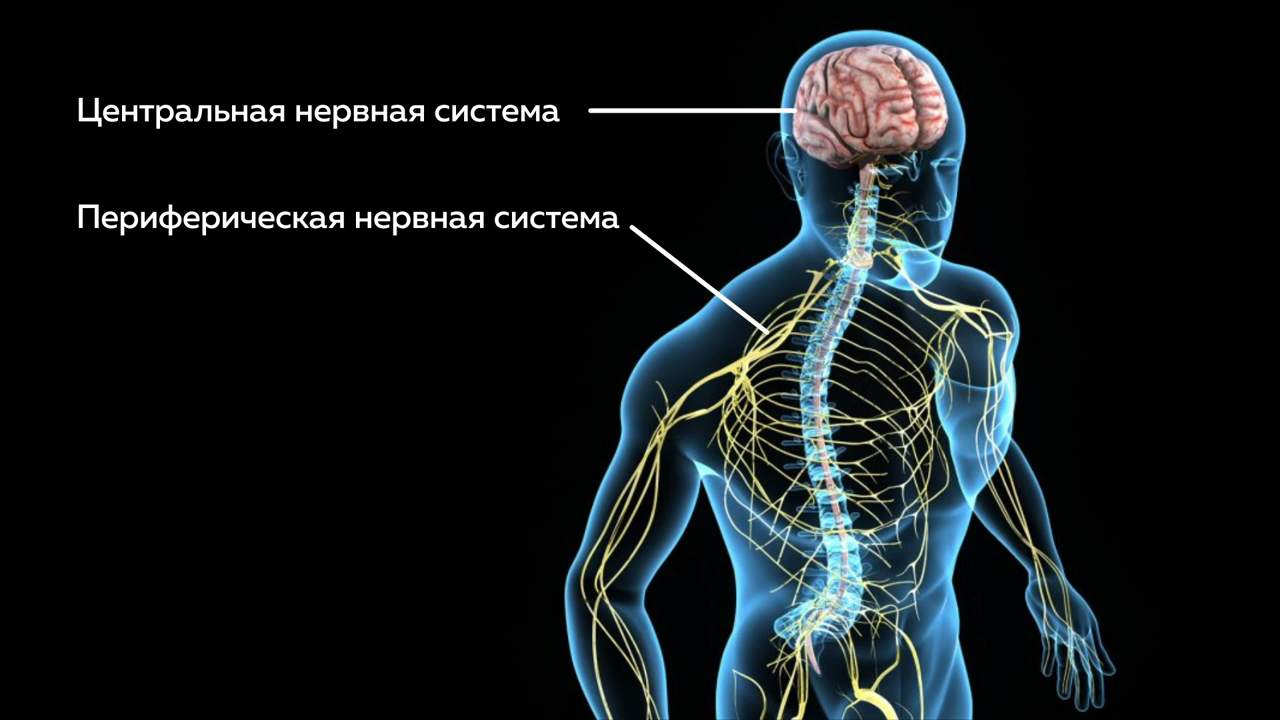 Центральная нервная система
Периферическая нервная система